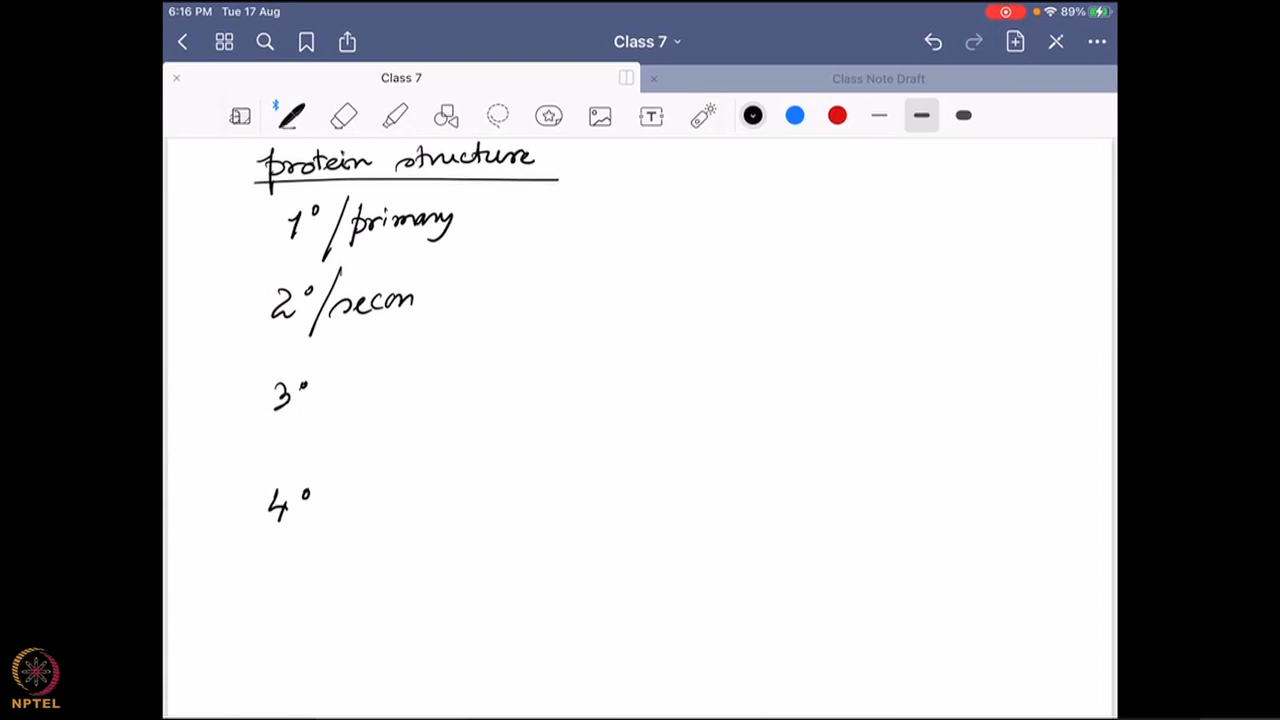 6:16 PM Tue 17 Aug 89%
Class 7
Class 7 Class Note Draft
T
protein structure
1° / primary
2° / secon
3°
4°
NPTEL